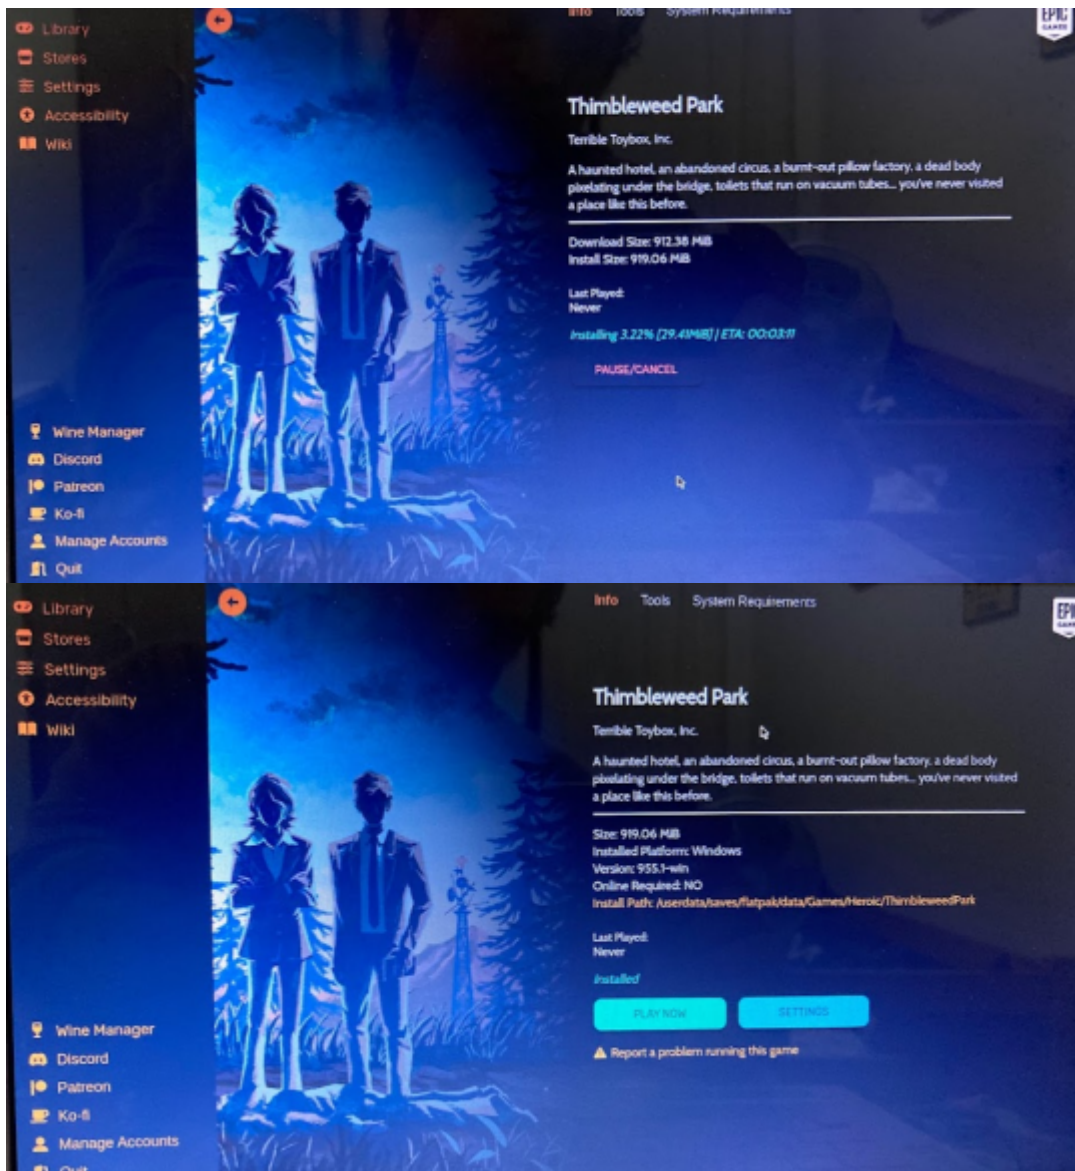 Library
Stores
Settings
Accessibility
Wiki
Wine Manager
Discord
Patreon
Ko-fi
Manage Accounts
Quit
Info Tools System Requirements
EPIC
GAMES
Thimbleweed Park
Terrible Toybox, Inc.
A haunted hotel, an abandoned circus, a burnt-out pillow factory, a dead body
pixelating under the bridge, toilets that run on vacuum tubes... you've never visited
a place like this before.
Download Size: 912.38 MiB
Install Size: 919.06 MiB
Last Played:
Never
Installing 3.22% [29.41MiB] | ETA: 00:03:11
PAUSE/CANCEL
Library
Stores
Settings
Accessibility
Wiki
Wine Manager
Discord
Patreon
Ko-fi
Manage Accounts
Quit
Info Tools System Requirements
EPIC
GAMES
Thimbleweed Park
Terrible Toybox, Inc.
A haunted hotel, an abandoned circus, a burnt-out pillow factory, a dead body
pixelating under the bridge, toilets that run on vacuum tubes... you've never visited
a place like this before.
Size: 919.06 MiB
Installed Platform: Windows
Version: 955.1-win
Online Required: NO
Install Path: /userdata/saves/flatpak/data/Games/Heroic/ThimbleweedPark
Last Played:
Never
Installed
PLAY NOW SETTINGS
Report a problem running this game